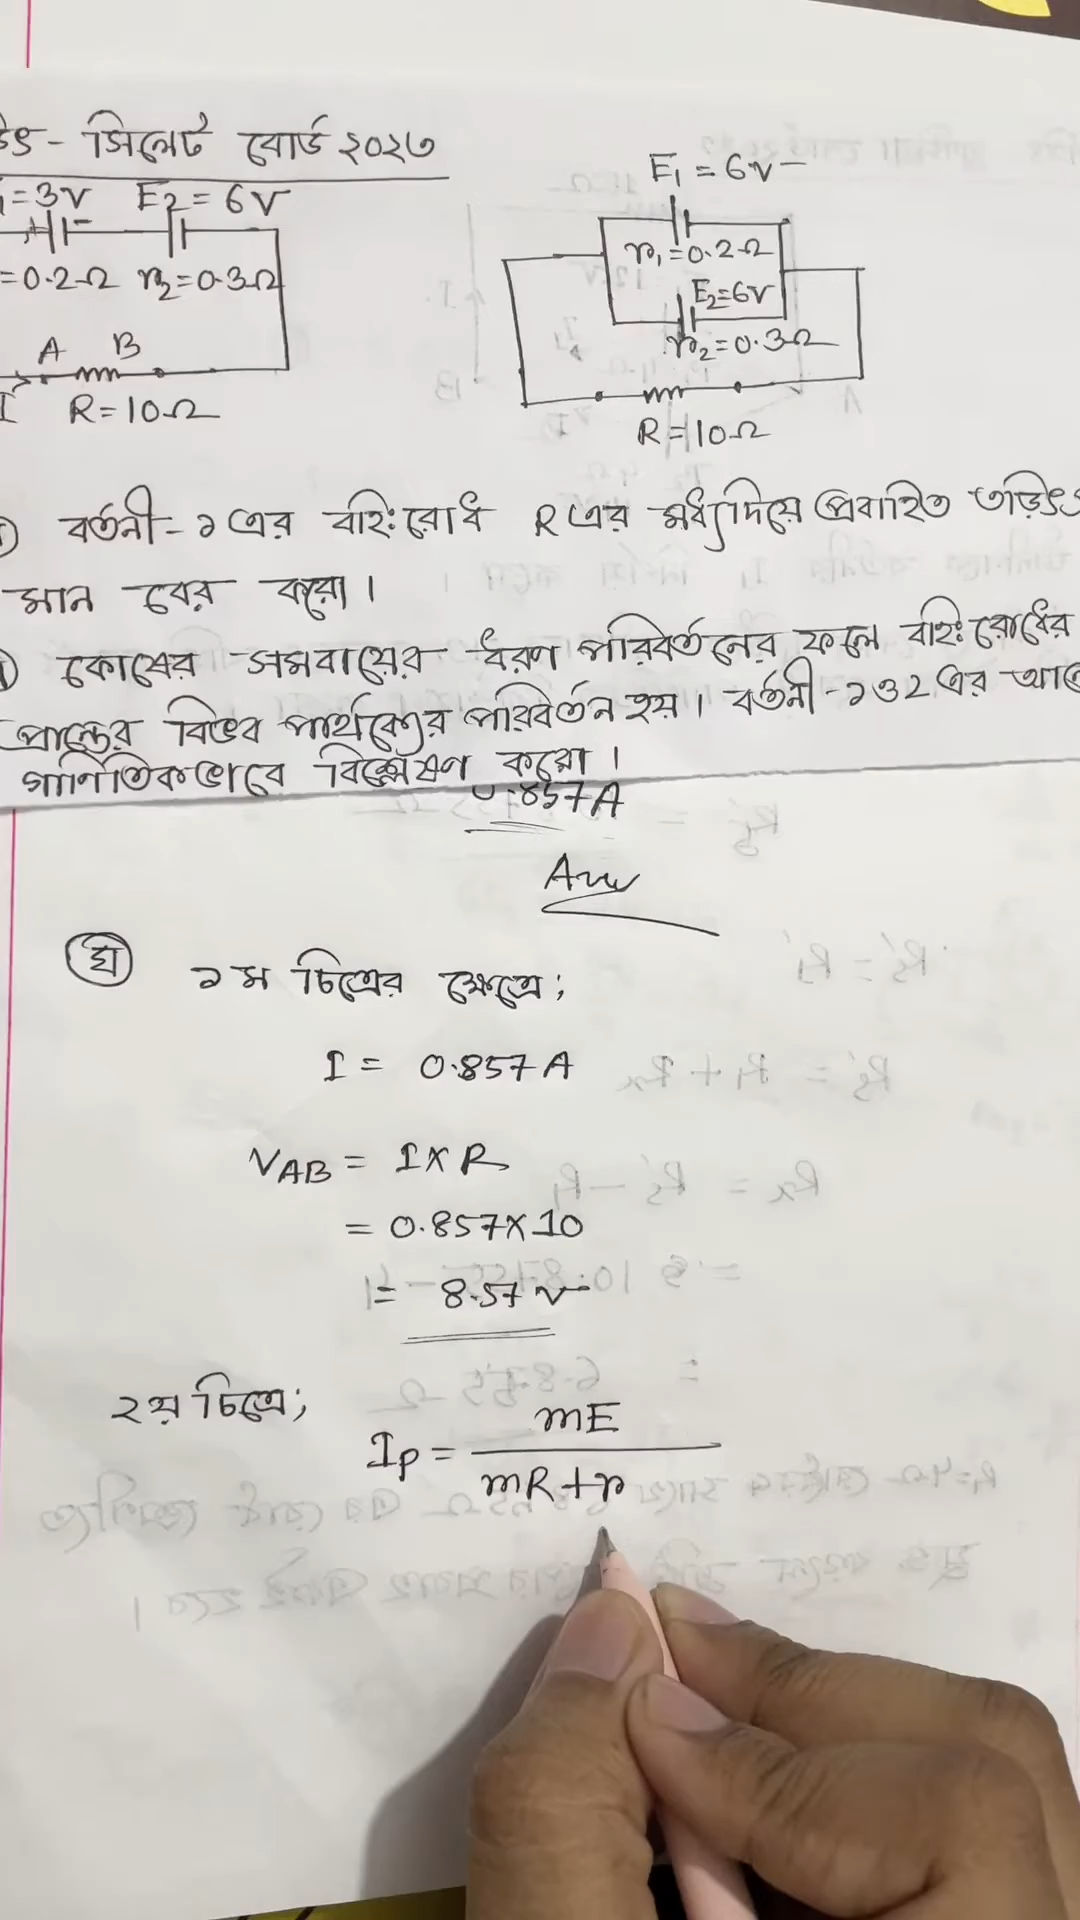 - সিলেট বোর্ড ২০২৩
=3V E2 = 6V
=0.2Ω r2=0.3Ω
A B
I R=10Ω
E1 = 6V
r1=0.2Ω
E2=6V
r2=0.3Ω
R=10Ω
বর্তনী-১ এর বহিঃরোধ R এর মধ্যদিয়ে প্রবাহিত তড়িৎ
মান বের করো।
কোষের সমবায়ের ধরণ পরিবর্তনের ফলে বহিঃরোধের
প্রান্তের বিভব পার্থক্যের পরিবর্তন হয়। বর্তনী-১ও2 এর
গাণিতিকভাবে বিশ্লেষণ করো।
0.857A
Ans
ঘ ১ম চিত্রের ক্ষেত্রে;
I = 0.857A
VAB = I×R
= 0.857×10
= 8.57 V
২য় চিত্রে;
Ip = mE / mR+r